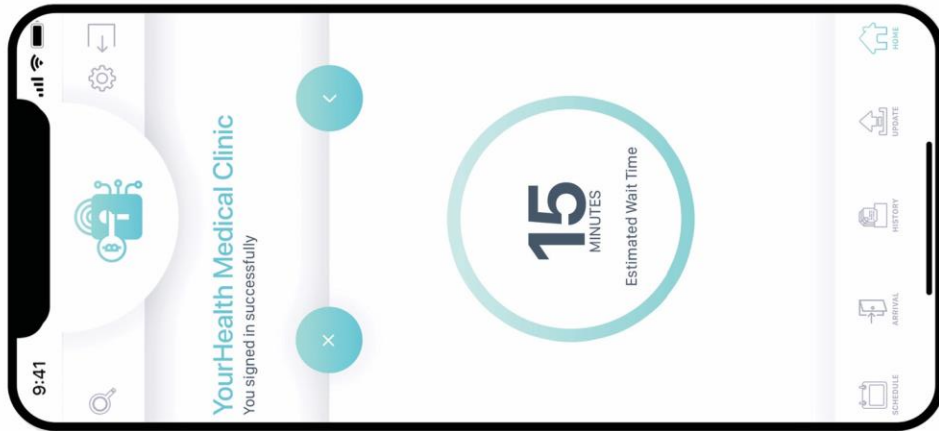 9:41
YourHealth Medical Clinic
You signed in successfully
15
MINUTES
Estimated Wait Time
SCHEDULE
ARRIVAL
HISTORY
UPDATE
HOME